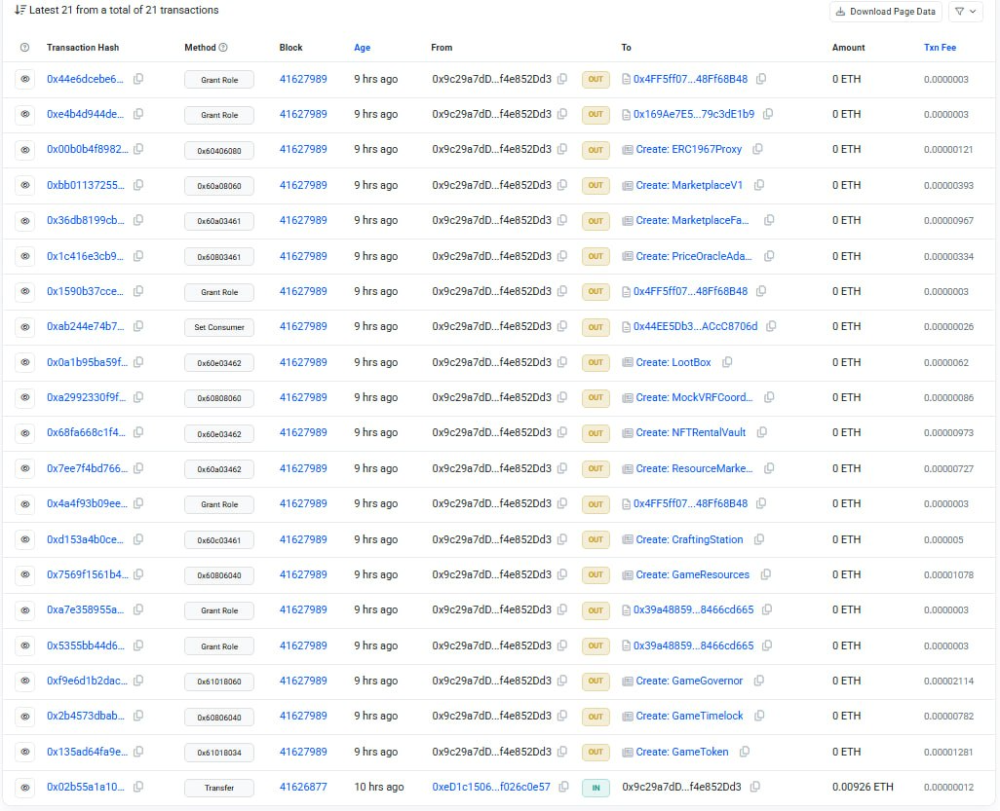 Latest 21 from a total of 21 transactions
Download Page Data
Transaction Hash Method Block Age From To Amount Txn Fee
0x44e6dcebe6... Grant Role 41627989 9 hrs ago 0x9c29a7dD...f4e852Dd3 OUT 0x4FF5ff07...48Ff68B48 0 ETH 0.0000003
0xe4b4d944de... Grant Role 41627989 9 hrs ago 0x9c29a7dD...f4e852Dd3 OUT 0x169Ae7E5...79c3dE1b9 0 ETH 0.0000003
0x00b0b4f8982... 0x60406080 41627989 9 hrs ago 0x9c29a7dD...f4e852Dd3 OUT Create: ERC1967Proxy 0 ETH 0.00000121
0xbb01137255... 0x60a08060 41627989 9 hrs ago 0x9c29a7dD...f4e852Dd3 OUT Create: MarketplaceV1 0 ETH 0.00000393
0x36db8199cb... 0x60a03461 41627989 9 hrs ago 0x9c29a7dD...f4e852Dd3 OUT Create: MarketplaceFa... 0 ETH 0.00000967
0x1c416e3cb9... 0x60803461 41627989 9 hrs ago 0x9c29a7dD...f4e852Dd3 OUT Create: PriceOracleAda... 0 ETH 0.00000334
0x1590b37cce... Grant Role 41627989 9 hrs ago 0x9c29a7dD...f4e852Dd3 OUT 0x4FF5ff07...48Ff68B48 0 ETH 0.0000003
0xab244e74b7... Set Consumer 41627989 9 hrs ago 0x9c29a7dD...f4e852Dd3 OUT 0x44EE5Db3...ACcC8706d 0 ETH 0.00000026
0x0a1b95ba59f... 0x60e03462 41627989 9 hrs ago 0x9c29a7dD...f4e852Dd3 OUT Create: LootBox 0 ETH 0.0000062
0xa2992330f9f... 0x60808060 41627989 9 hrs ago 0x9c29a7dD...f4e852Dd3 OUT Create: MockVRFCoord... 0 ETH 0.00000086
0x68fa668c1f4... 0x60e03462 41627989 9 hrs ago 0x9c29a7dD...f4e852Dd3 OUT Create: NFTRentalVault 0 ETH 0.00000973
0x7ee7f4bd766... 0x60a03462 41627989 9 hrs ago 0x9c29a7dD...f4e852Dd3 OUT Create: ResourceMarke... 0 ETH 0.00000727
0x4a4f93b09ee... Grant Role 41627989 9 hrs ago 0x9c29a7dD...f4e852Dd3 OUT 0x4FF5ff07...48Ff68B48 0 ETH 0.0000003
0xd153a4b0ce... 0x60c03461 41627989 9 hrs ago 0x9c29a7dD...f4e852Dd3 OUT Create: CraftingStation 0 ETH 0.000005
0x7569f1561b4... 0x60806040 41627989 9 hrs ago 0x9c29a7dD...f4e852Dd3 OUT Create: GameResources 0 ETH 0.00001078
0xa7e358955a... Grant Role 41627989 9 hrs ago 0x9c29a7dD...f4e852Dd3 OUT 0x39a48859...8466cd665 0 ETH 0.0000003
0x5355bb44d6... Grant Role 41627989 9 hrs ago 0x9c29a7dD...f4e852Dd3 OUT 0x39a48859...8466cd665 0 ETH 0.0000003
0xf9e6d1b2dac... 0x61018060 41627989 9 hrs ago 0x9c29a7dD...f4e852Dd3 OUT Create: GameGovernor 0 ETH 0.00002114
0x2b4573dbab... 0x60806040 41627989 9 hrs ago 0x9c29a7dD...f4e852Dd3 OUT Create: GameTimelock 0 ETH 0.00000782
0x135ad64fa9e... 0x61018034 41627989 9 hrs ago 0x9c29a7dD...f4e852Dd3 OUT Create: GameToken 0 ETH 0.00001281
0x02b55a1a10... Transfer 41626877 10 hrs ago 0xeD1c1506...f026c0e57 IN 0x9c29a7dD...f4e852Dd3 0.00926 ETH 0.00000012